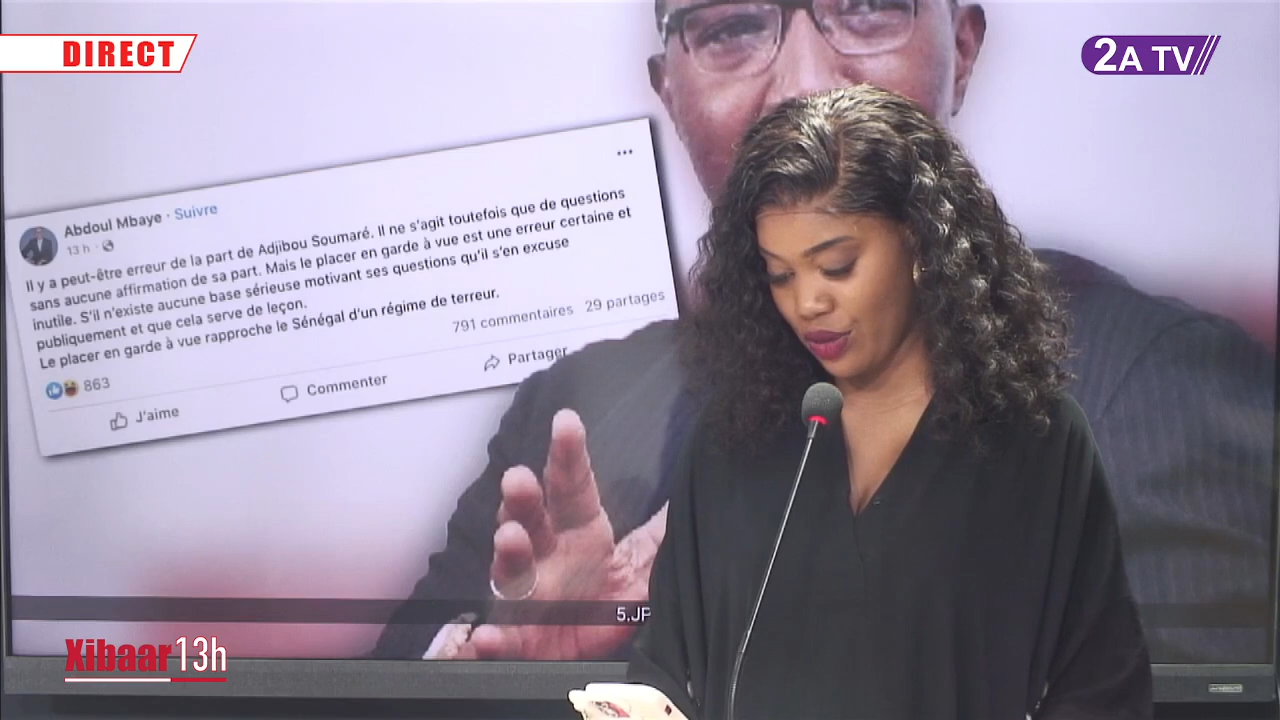 DIRECT
2A TV
Abdoul Mbaye · Suivre
13 h ·
Il y a peut-être erreur de la part de Adjibou Soumaré. Il ne s'agit toutefois que de questions
sans aucune affirmation de sa part. Mais le placer en garde à vue est une erreur certaine et
inutile. S'il n'existe aucune base sérieuse motivant ses questions qu'il s'en excuse
publiquement et que cela serve de leçon.
Le placer en garde à vue rapproche le Sénégal d'un régime de terreur.
863
791 commentaires 29 partages
J'aime
Commenter
Partager
5.JP
Xibaar 13h